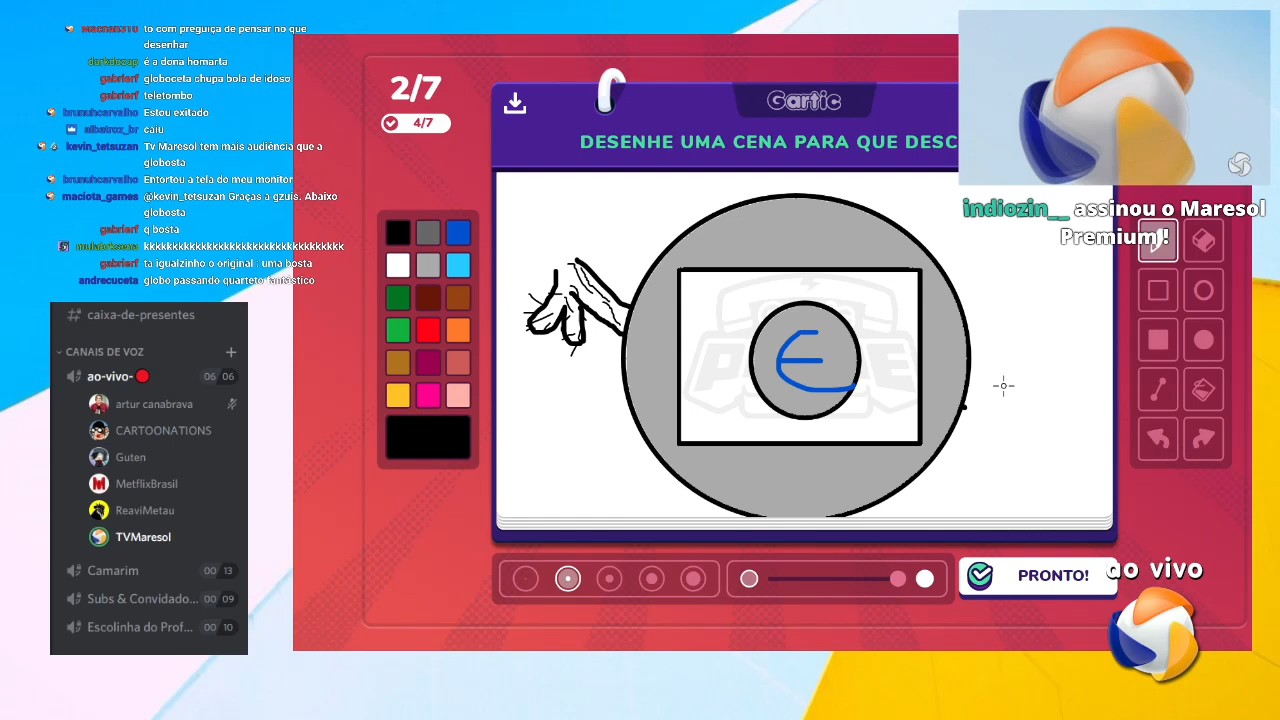 macnan310 to com preguiça de pensar no que
desenhar
é a dona homarta
gabrierf globoceta chupa bola de idoso
gabrierf teletombo
brunuhcarvalho Estou exitado
albatroz_br caiu
kevin_tetsuzan Tv Maresol tem mais audiência que a
globosta
brunuhcarvalho Entortou a tela do meu monitor
maciota_games @kevin_tetsuzan Graças a gzuis. Abaixo
globosta
gabrierf q bosta
kkkkkkkkkkkkkkkkkkkkkkkkkkkkkkkkkk
gabrierf ta igualzinho o original : uma bosta
andrecuceta globo passando quarteto fantástico
caixa-de-presentes
CANAIS DE VOZ
ao-vivo- 06 06
artur canabrava
CARTOONATIONS
Guten
MetflixBrasil
ReaviMetau
TVMaresol
Camarim 00 13
Subs & Convidado... 00 09
Escolinha do Prof... 00 10
2/7
4/7
Gartic
DESENHE UMA CENA PARA QUE DESC
E
PRONTO!
indiozin__ assinou o Maresol
Premium!!
ao vivo